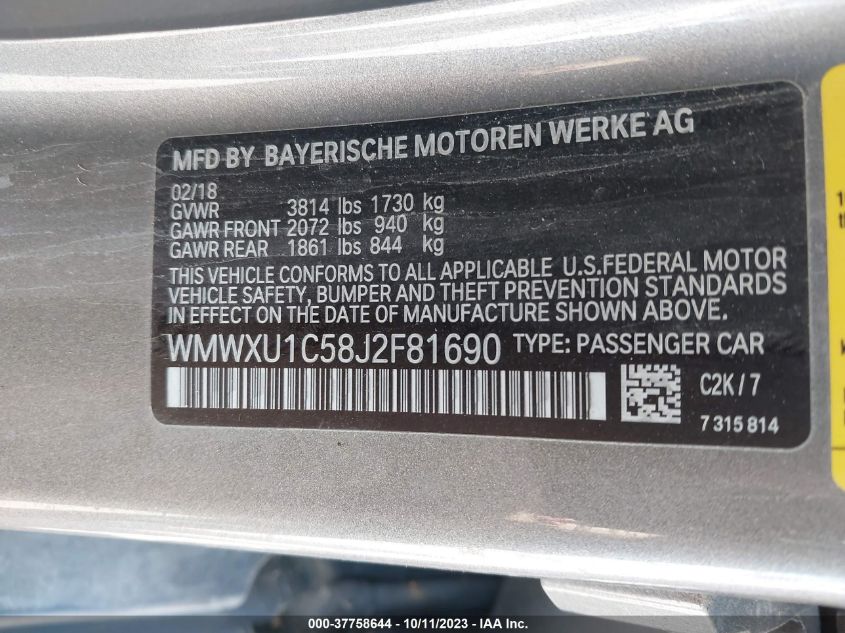 MFD BY BAYERISCHE MOTOREN WERKE AG
02/18
GVWR 3814 lbs 1730 kg
GAWR FRONT 2072 lbs 940 kg
GAWR REAR 1861 lbs 844 kg
THIS VEHICLE CONFORMS TO ALL APPLICABLE U.S.FEDERAL MOTOR
VEHICLE SAFETY, BUMPER AND THEFT PREVENTION STANDARDS
IN EFFECT ON THE DATE OF MANUFACTURE SHOWN ABOVE.
WMWXU1C58J2F81690 TYPE: PASSENGER CAR
C2K/7
7 315 814
000-37758644 - 10/11/2023 - IAA Inc.